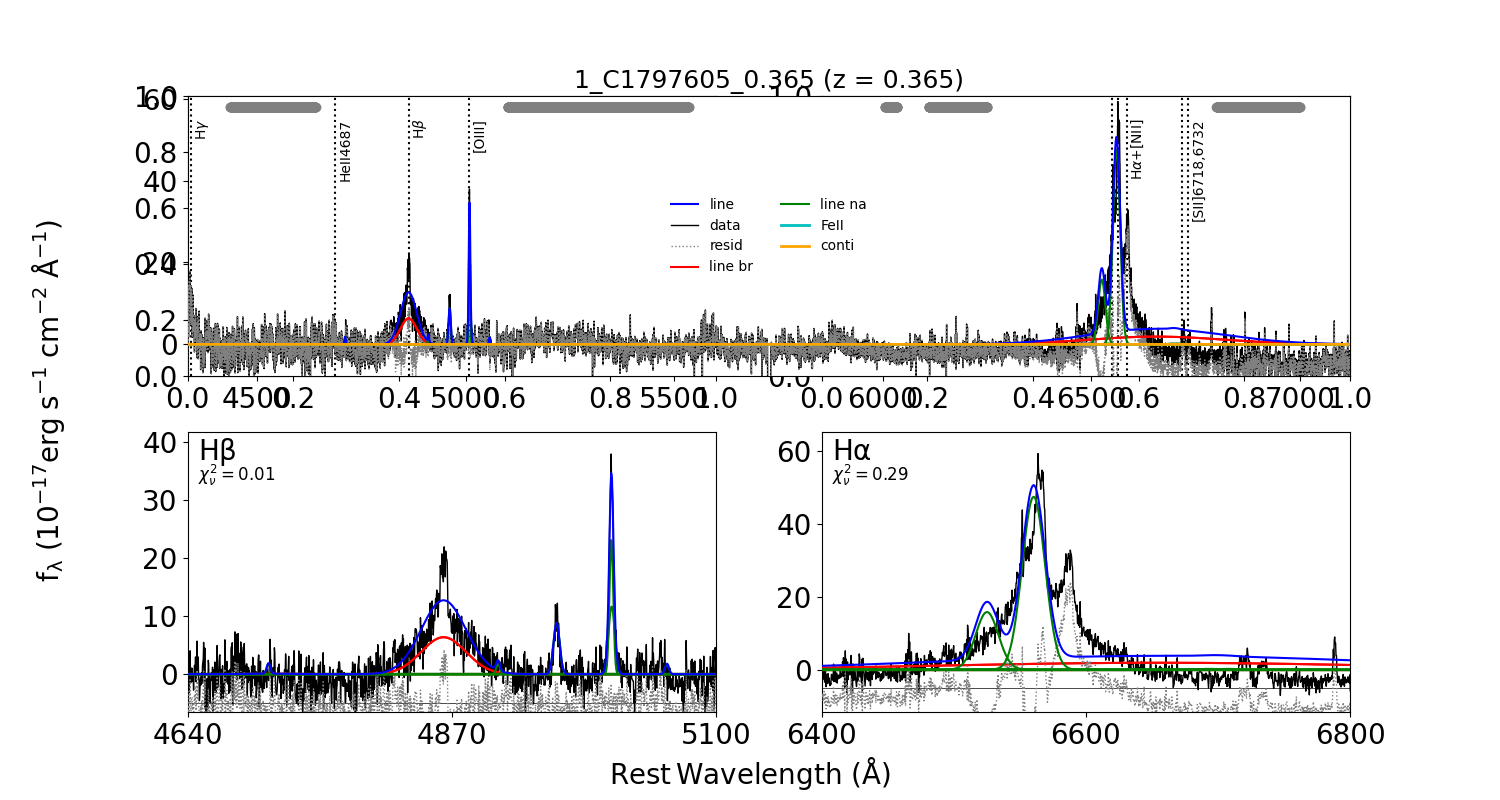 1_C1797605_0.365 (z = 0.365)
1.0
60
1.0
Hγ
HeII4687
Hβ
[OIII]
Hα+[NII]
[SII]6718,6732
0.8
40
0.6
20
0.4
0.2
0
0.0
0.0
line
data
resid
line br
line na
FeII
conti
0.0 4500 0.2 0.4 5000 0.6 0.8 5500 1.0 0.0 6000 0.2 0.4 6500 0.6 0.8 7000 1.0
fλ (10⁻¹⁷erg s⁻¹ cm⁻² Å⁻¹)
Hβ
χ²ν = 0.01
40
30
20
10
0
4640 4870 5100
Hα
χ²ν = 0.29
60
40
20
0
6400 6600 6800
Rest Wavelength (Å)